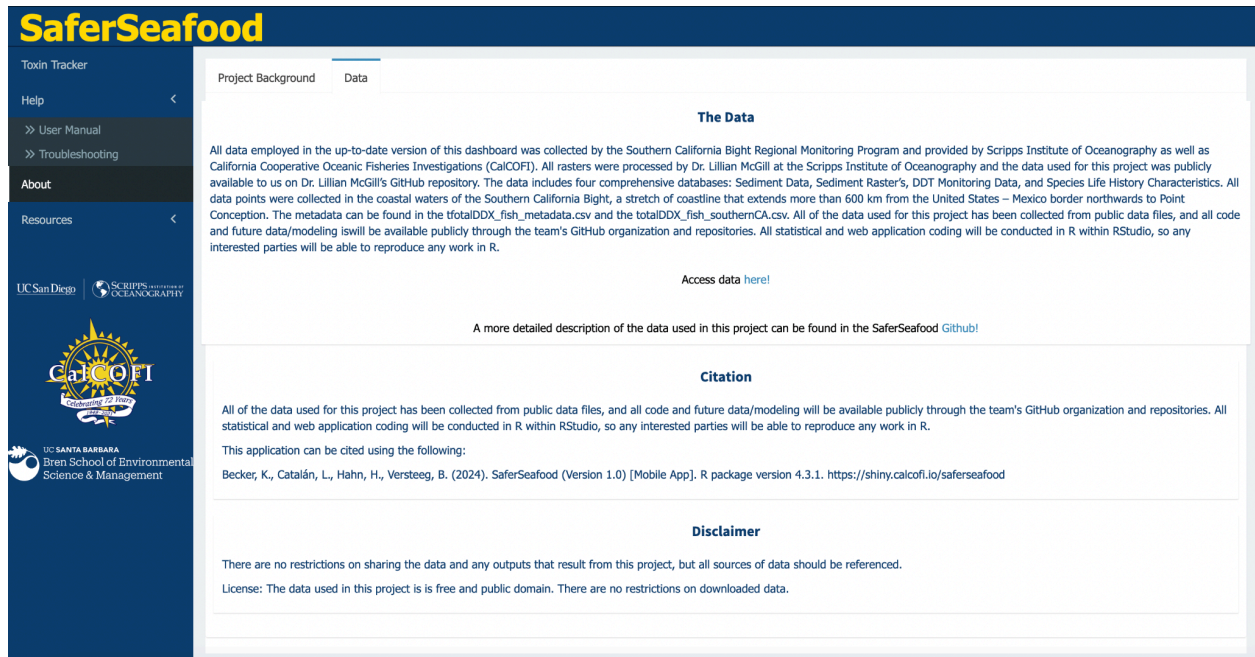 SaferSeafood
Toxin Tracker
Help
User Manual
Troubleshooting
About
Resources
UC San Diego
SCRIPPS INSTITUTION OF
OCEANOGRAPHY
CalCOFI
Celebrating 72 Years
UC SANTA BARBARA
Bren School of Environmental
Science & Management
Project Background
Data
The Data
All data employed in the up-to-date version of this dashboard was collected by the Southern California Bight Regional Monitoring Program and provided by Scripps Institute of Oceanography as well as
California Cooperative Oceanic Fisheries Investigations (CalCOFI). All rasters were processed by Dr. Lillian McGill at the Scripps Institute of Oceanography and the data used for this project was publicly
available to us on Dr. Lillian McGill's GitHub repository. The data includes four comprehensive databases: Sediment Data, Sediment Raster's, DDT Monitoring Data, and Species Life History Characteristics. All
data points were collected in the coastal waters of the Southern California Bight, a stretch of coastline that extends more than 600 km from the United States – Mexico border northwards to Point
Conception. The metadata can be found in the tfotalDDX_fish_metadata.csv and the totalDDX_fish_southernCA.csv. All of the data used for this project has been collected from public data files, and all code
and future data/modeling iswill be available publicly through the team's GitHub organization and repositories. All statistical and web application coding will be conducted in R within RStudio, so any
interested parties will be able to reproduce any work in R.
Access data here!
A more detailed description of the data used in this project can be found in the SaferSeafood Github!
Citation
All of the data used for this project has been collected from public data files, and all code and future data/modeling will be available publicly through the team's GitHub organization and repositories. All
statistical and web application coding will be conducted in R within RStudio, so any interested parties will be able to reproduce any work in R.
This application can be cited using the following:
Becker, K., Catalán, L., Hahn, H., Versteeg, B. (2024). SaferSeafood (Version 1.0) [Mobile App]. R package version 4.3.1. https://shiny.calcofi.io/saferseafood
Disclaimer
There are no restrictions on sharing the data and any outputs that result from this project, but all sources of data should be referenced.
License: The data used in this project is is free and public domain. There are no restrictions on downloaded data.